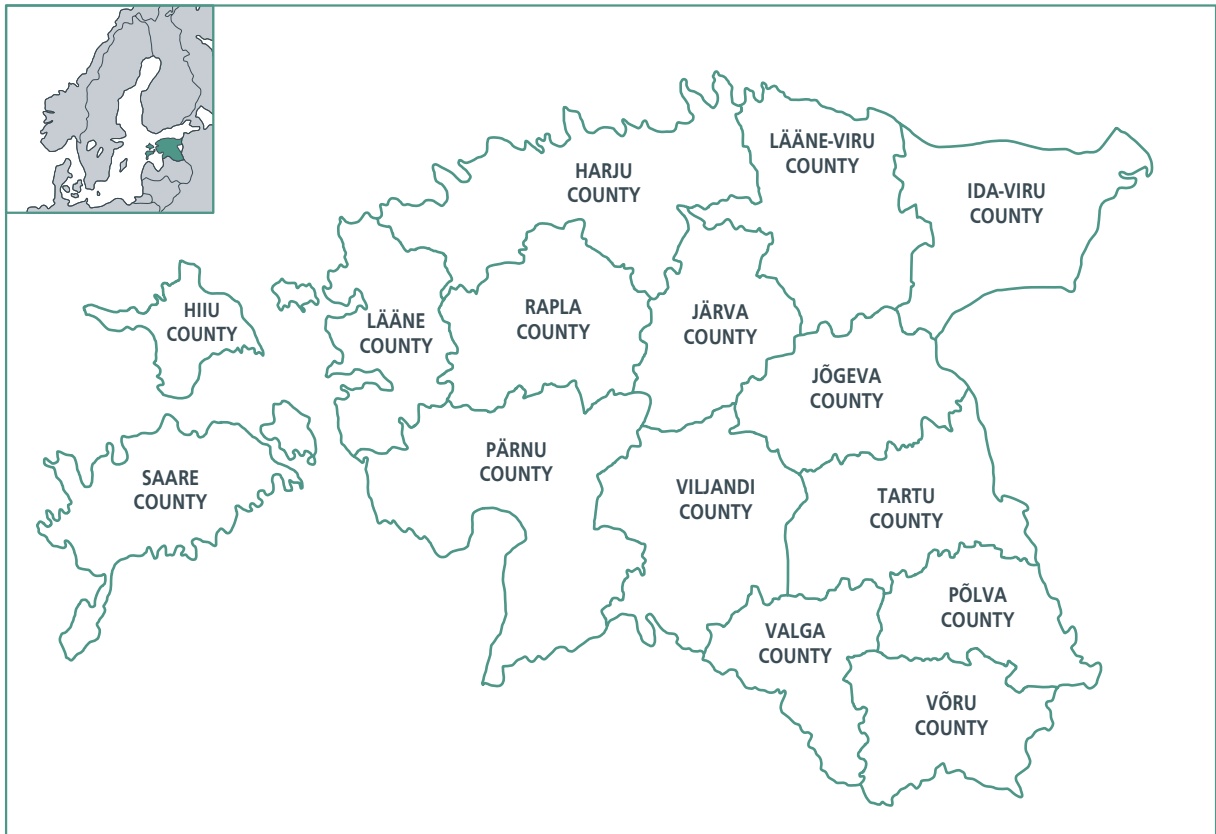 LÄÄNE-VIRU
COUNTY
HARJU
COUNTY
IDA-VIRU
COUNTY
HIIU
COUNTY
LÄÄNE
COUNTY
RAPLA
COUNTY
JÄRVA
COUNTY
JÕGEVA
COUNTY
SAARE
COUNTY
PÄRNU
COUNTY
VILJANDI
COUNTY
TARTU
COUNTY
PÕLVA
COUNTY
VALGA
COUNTY
VÕRU
COUNTY